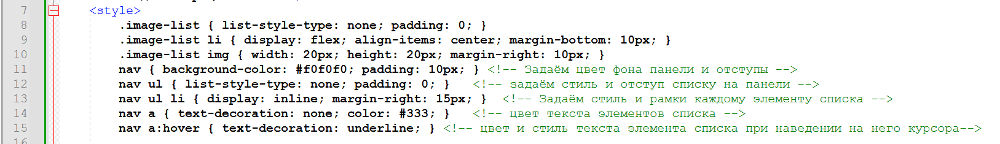 7 <style>
8 .image-list { list-style-type: none; padding: 0; }
9 .image-list li { display: flex; align-items: center; margin-bottom: 10px; }
10 .image-list img { width: 20px; height: 20px; margin-right: 10px; }
11 nav { background-color: #f0f0f0; padding: 10px; } <!-- Задаём цвет фона панели и отступы -->
12 nav ul { list-style-type: none; padding: 0; } <!-- задаём стиль и отступ списку на панели -->
13 nav ul li { display: inline; margin-right: 15px; } <!-- Задаём стиль и рамки каждому элементу списка -->
14 nav a { text-decoration: none; color: #333; } <!-- цвет текста элементов списка -->
15 nav a:hover { text-decoration: underline; } <!-- цвет и стиль текста элемента списка при наведении на него курсора-->
16